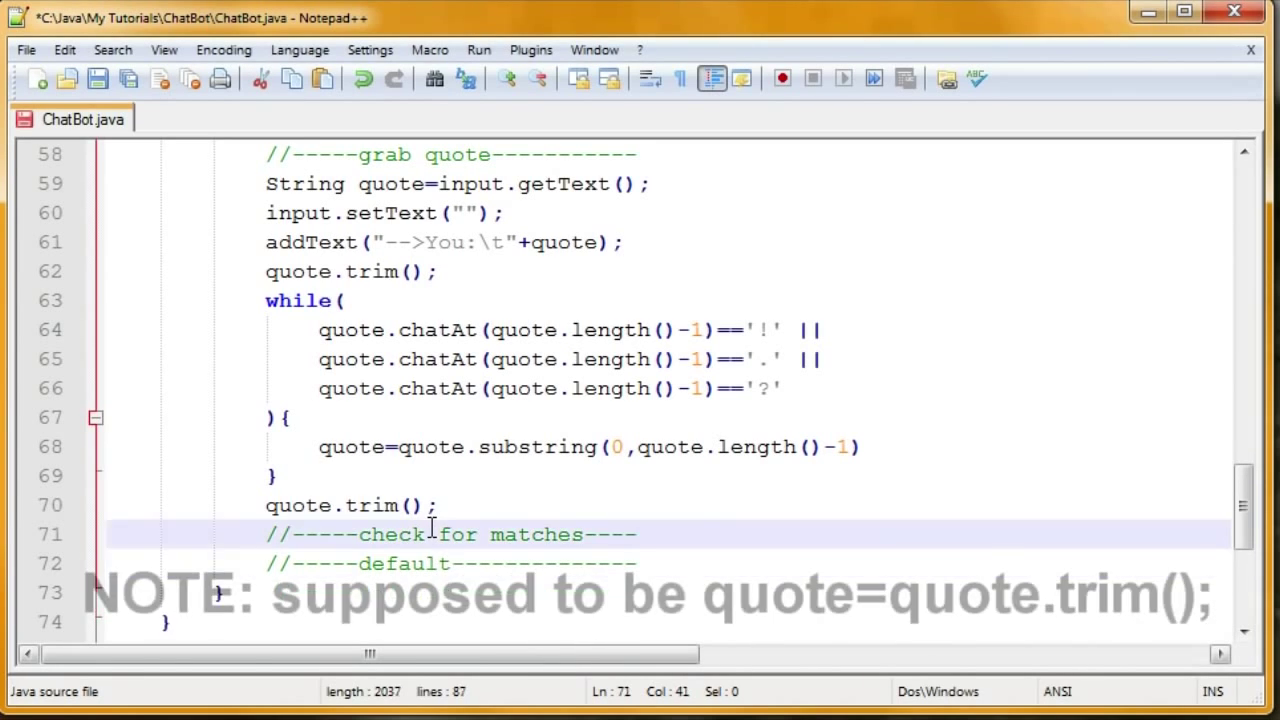 *C:\Java\My Tutorials\ChatBot\ChatBot.java - Notepad++
File Edit Search View Encoding Language Settings Macro Run Plugins Window ? X
ABC
ChatBot.java
58 //-----grab quote-----------
59 String quote=input.getText();
60 input.setText("");
61 addText("-->You:\t"+quote);
62 quote.trim();
63 while(
64 quote.chatAt(quote.length()-1)=='!' ||
65 quote.chatAt(quote.length()-1)=='.' ||
66 quote.chatAt(quote.length()-1)=='?'
67 ){
68 quote=quote.substring(0,quote.length()-1)
69 }
70 quote.trim();
71 //-----check for matches----
72 //-----default--------------
73 }
NOTE: supposed to be quote=quote.trim();
74 }
Java source file length : 2037 lines : 87 Ln : 71 Col : 41 Sel : 0 Dos\Windows ANSI INS